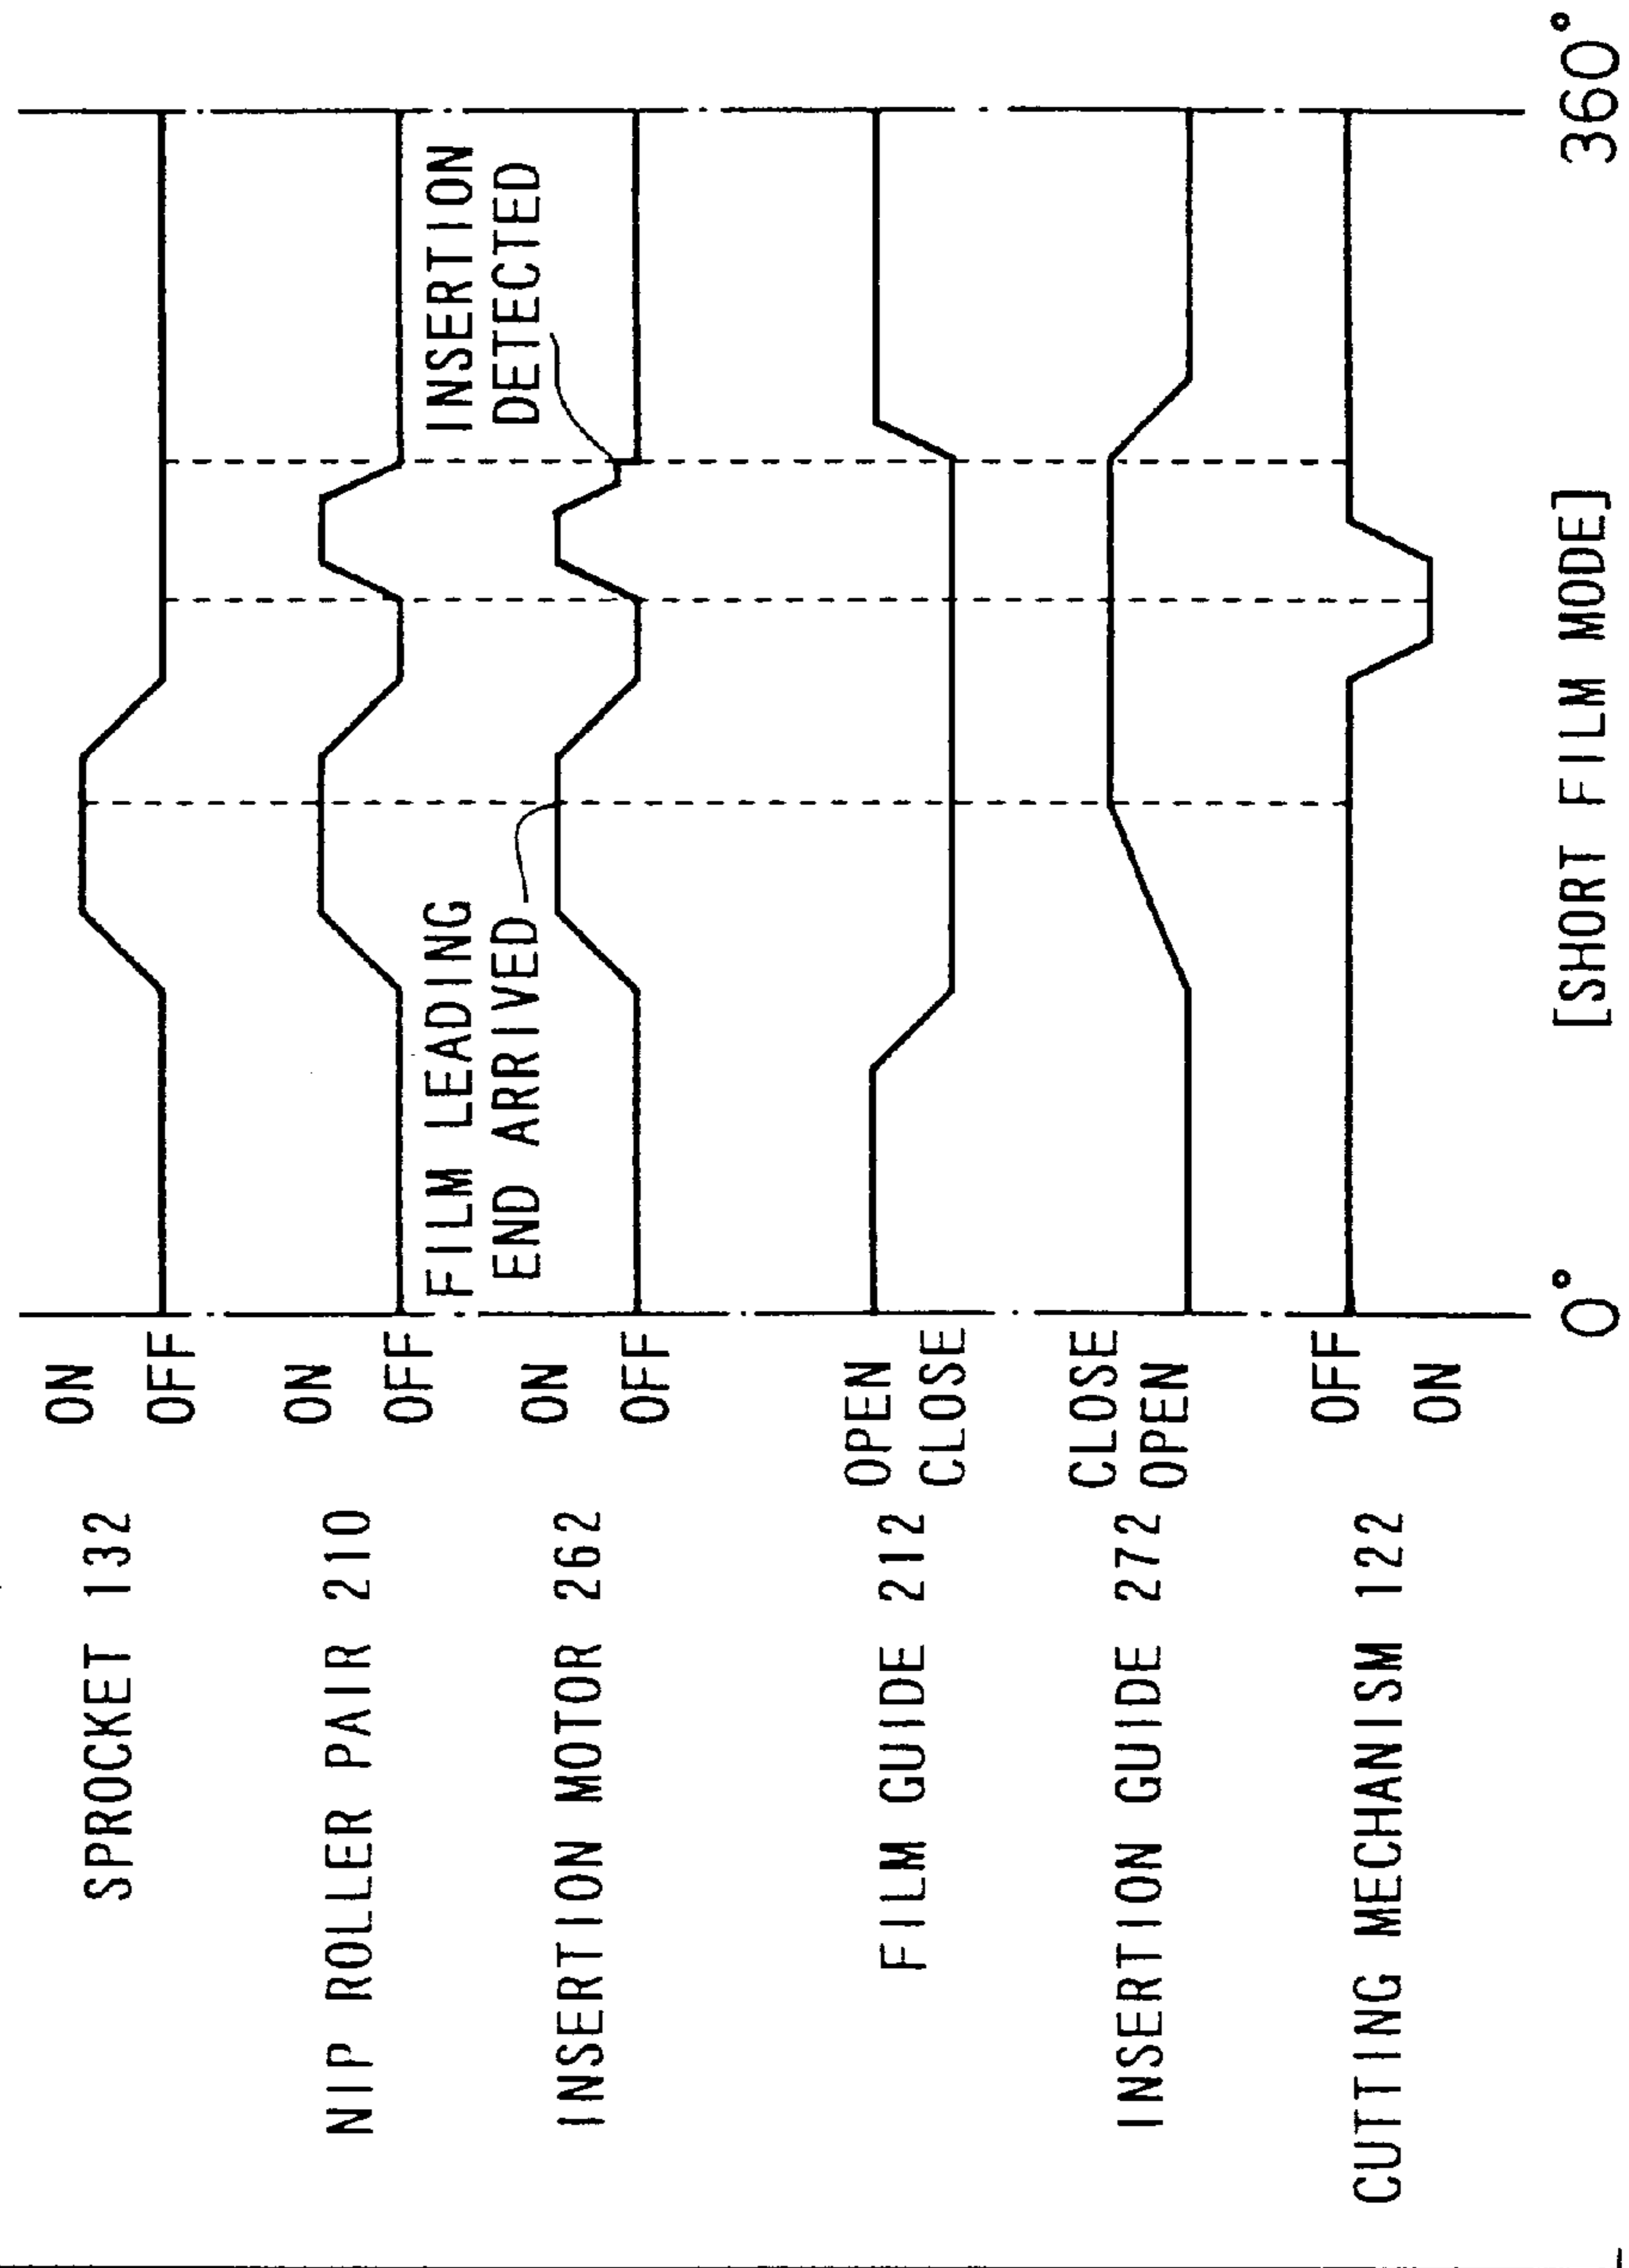 SPROCKET 132
ON
OFF
NIP ROLLER PAIR 210
ON
OFF
FILM LEADING
END ARRIVED
INSERTION
DETECTED
INSERTION MOTOR 262
ON
OFF
FILM GUIDE 212
OPEN
CLOSE
INSERTION GUIDE 272
CLOSE
OPEN
CUTTING MECHANISM 122
OFF
ON
0°
[SHORT FILM MODE]
360°